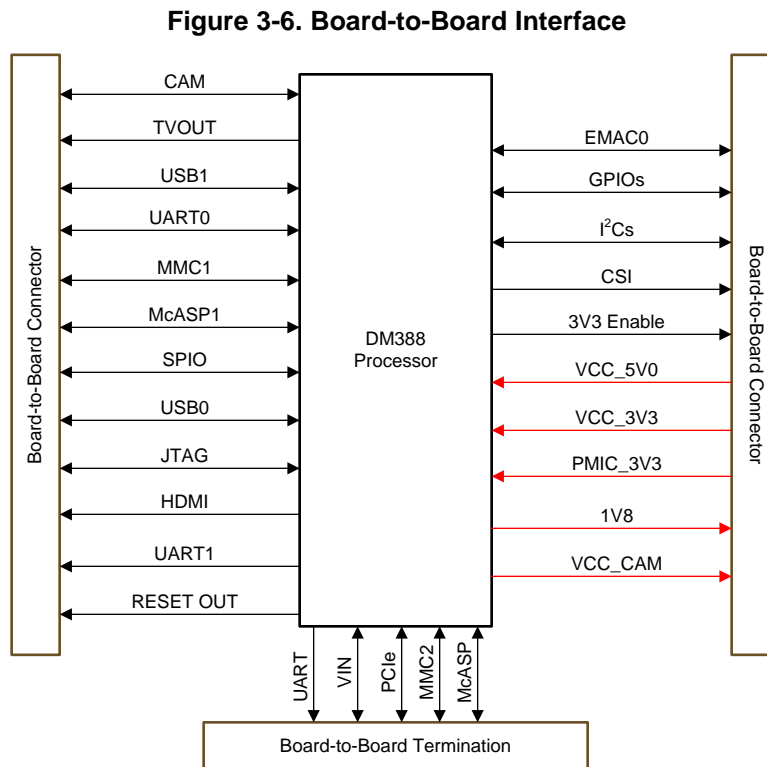 Figure 3-6. Board-to-Board Interface
Board-to-Board Connector
CAM
TVOUT
USB1
UART0
MMC1
McASP1
SPIO
USB0
JTAG
HDMI
UART1
RESET OUT
DM388
Processor
EMAC0
GPIOs
I²Cs
CSI
3V3 Enable
VCC_5V0
VCC_3V3
PMIC_3V3
1V8
VCC_CAM
Board-to-Board Connector
UART
VIN
PCIe
MMC2
McASP
Board-to-Board Termination